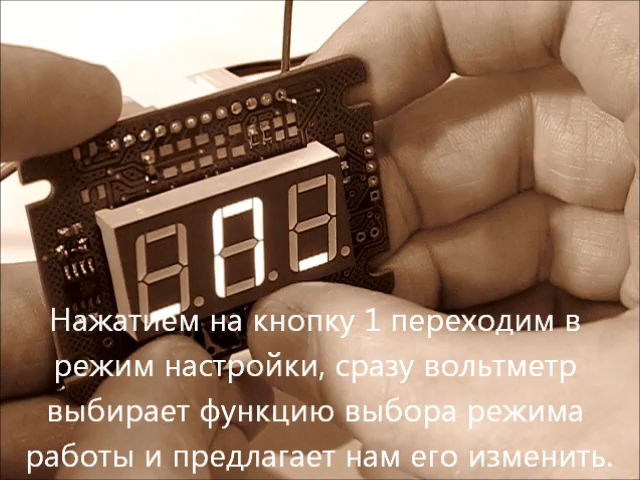 Нажатием на кнопку 1 переходим в
режим настройки, сразу вольтметр
выбирает функцию выбора режима
работы и предлагает нам его изменить.